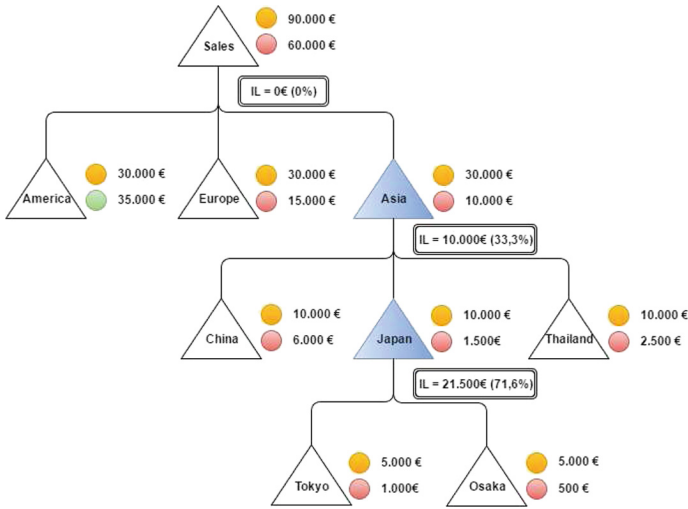 90.000 €
Sales
60.000 €
IL = 0€ (0%)
30.000 €
30.000 €
30.000 €
America
35.000 €
Europe
15.000 €
Asia
10.000 €
IL = 10.000€ (33,3%)
10.000 €
10.000 €
10.000 €
China
6.000 €
Japan
1.500€
Thailand
2.500 €
IL = 21.500€ (71,6%)
5.000 €
5.000 €
Tokyo
1.000€
Osaka
500 €